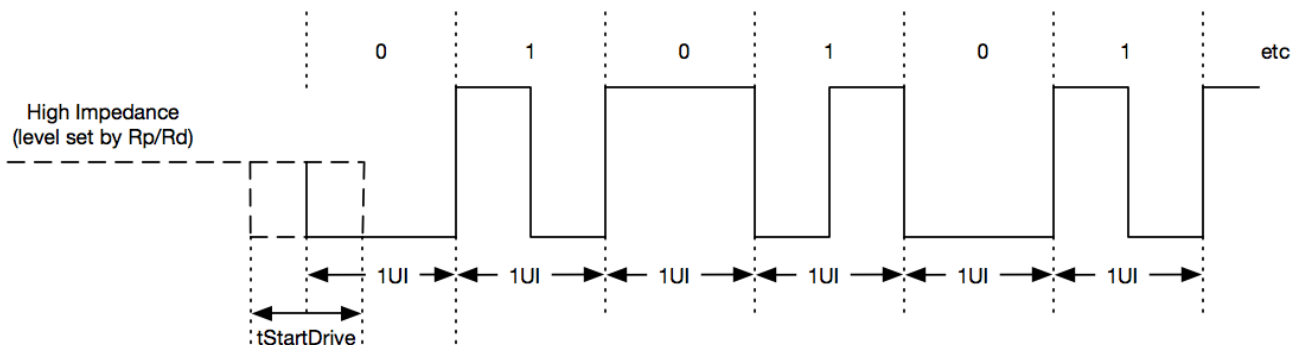 0 1 0 1 0 1 etc
High Impedance
(level set by Rp/Rd)
1UI 1UI 1UI 1UI 1UI 1UI
tStartDrive